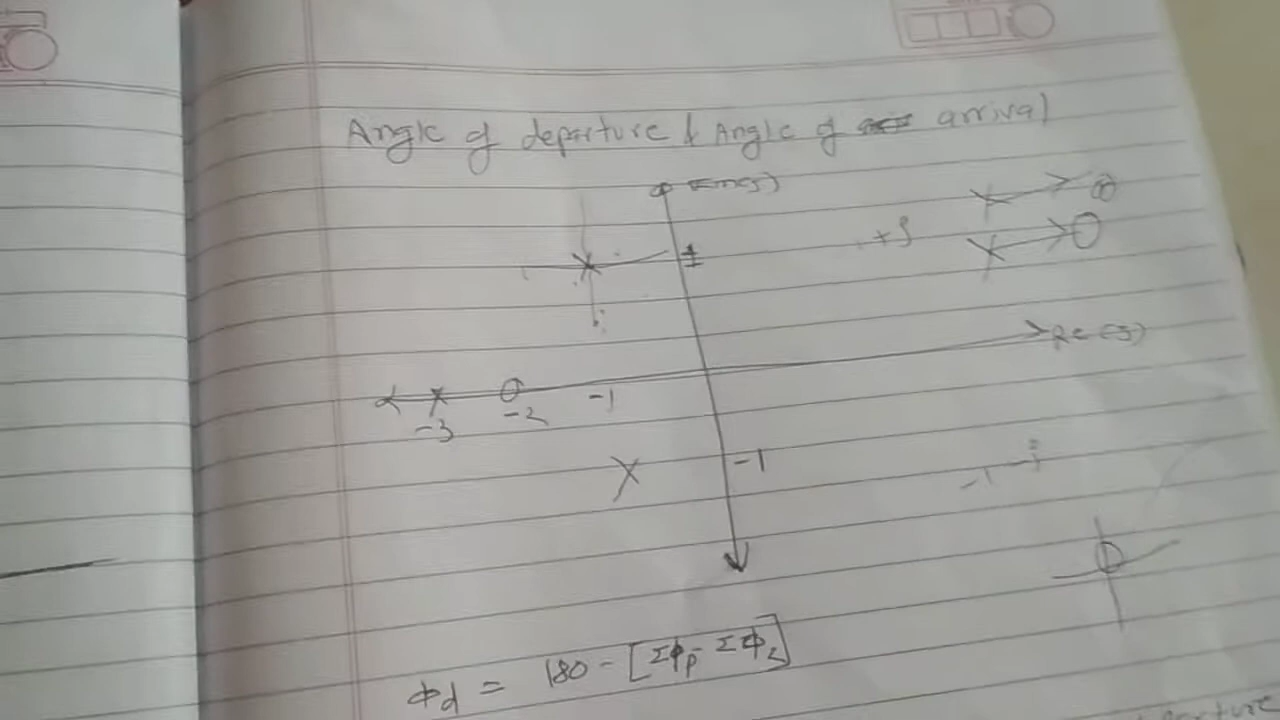 Angle of departure & Angle of arrival
Im(s)
1
+j
Re(s)
-3 -2 -1
-1
-1-j
Φd = 180 - [ΣΦp - ΣΦz]